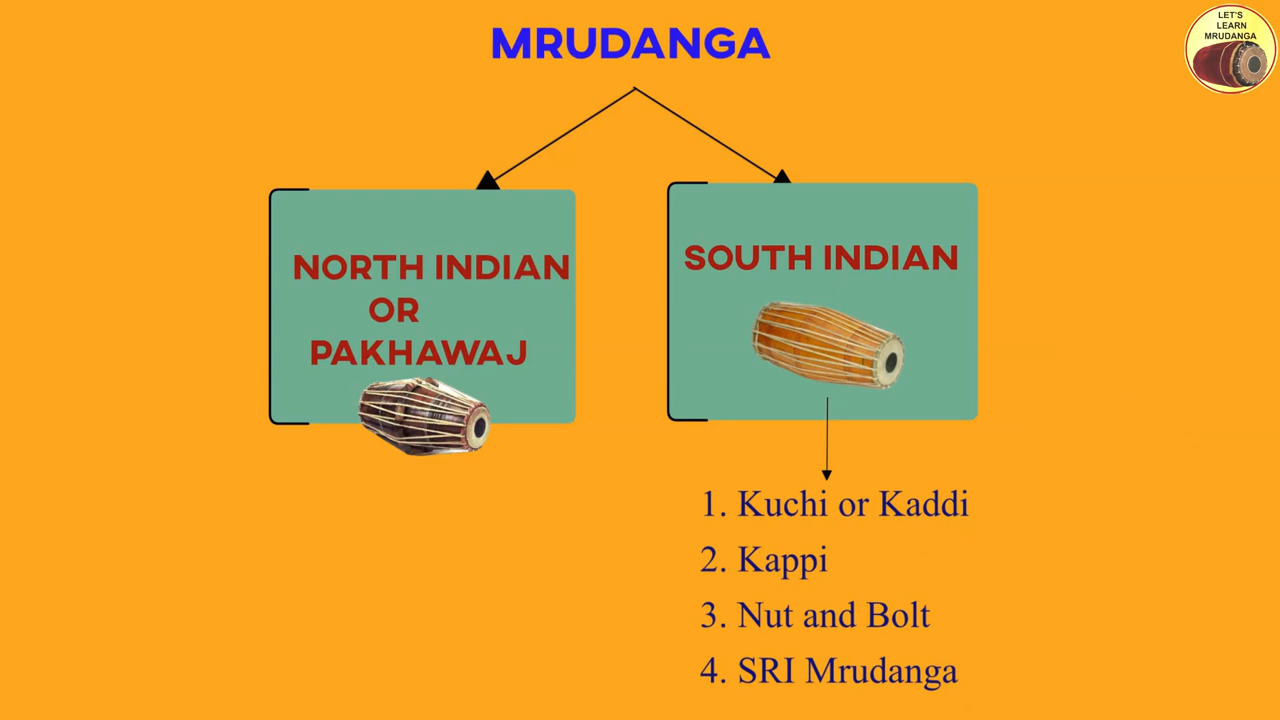 MRUDANGA
LET'S
LEARN
MRUDANGA
NORTH INDIAN
OR
PAKHAWAJ
SOUTH INDIAN
1. Kuchi or Kaddi
2. Kappi
3. Nut and Bolt
4. SRI Mrudanga